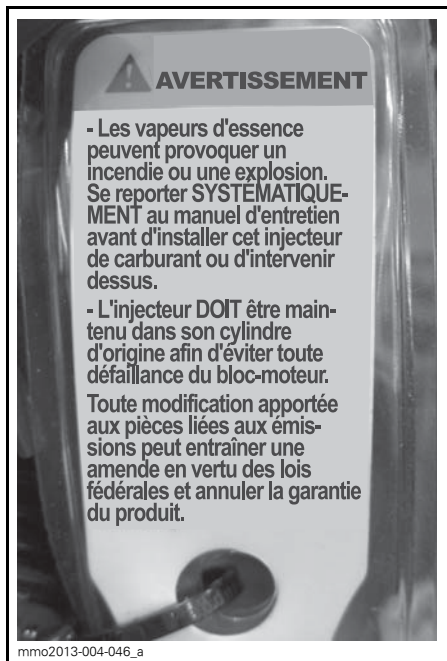 AVERTISSEMENT
- Les vapeurs d'essence
peuvent provoquer un
incendie ou une explosion.
Se reporter SYSTÉMATIQUE-
MENT au manuel d'entretien
avant d'installer cet injecteur
de carburant ou d'intervenir
dessus.
- L'injecteur DOIT être main-
tenu dans son cylindre
d'origine afin d'éviter toute
défaillance du bloc-moteur.
Toute modification apportée
aux pièces liées aux émis-
sions peut entraîner une
amende en vertu des lois
fédérales et annuler la garantie
du produit.
mmo2013-004-046_a